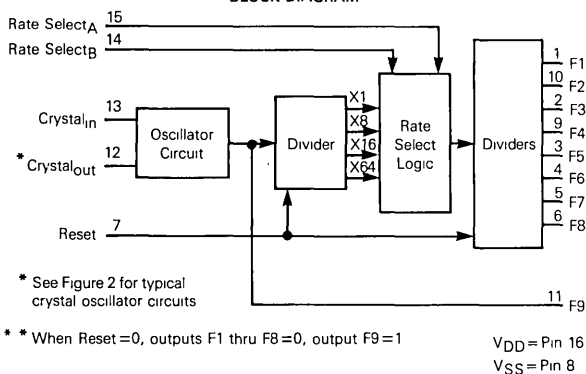 BLOCK DIAGRAM
Rate SelectA 15
Rate SelectB 14
Crystalin 13
* Crystalout 12
Oscillator
Circuit
Divider
X1
X8
X16
X64
Rate
Select
Logic
Dividers
1 F1
10 F2
2 F3
9 F4
3 F5
4 F6
5 F7
6 F8
Reset 7
11 F9
* See Figure 2 for typical
crystal oscillator circuits
* * When Reset=0, outputs F1 thru F8=0, output F9=1
VDD=Pin 16
VSS=Pin 8